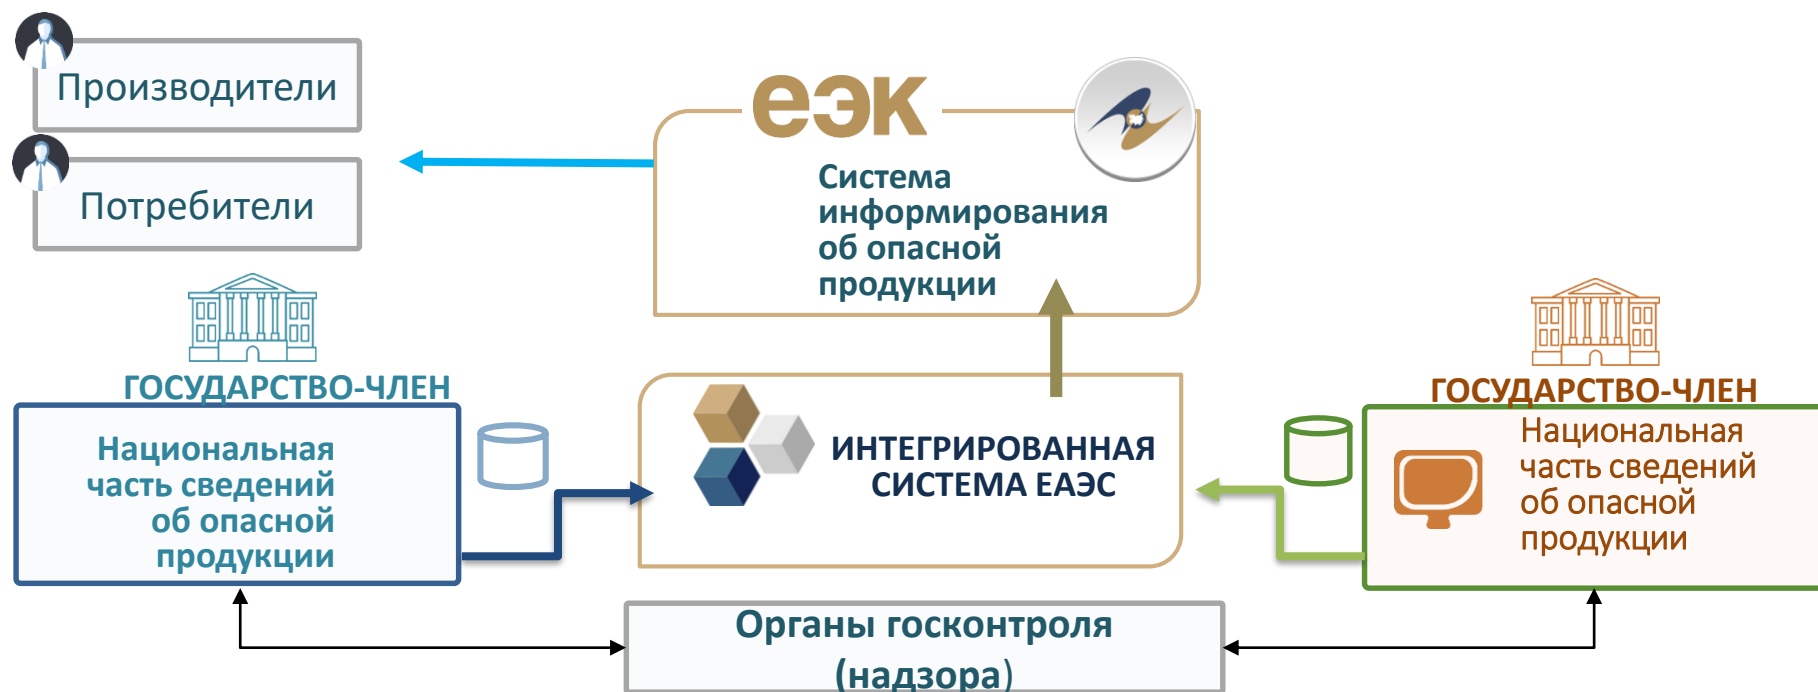 Производители
Потребители
еэк
Система
информирования
об опасной
продукции
ГОСУДАРСТВО-ЧЛЕН
Национальная
часть сведений
об опасной
продукции
ИНТЕГРИРОВАННАЯ
СИСТЕМА ЕАЭС
ГОСУДАРСТВО-ЧЛЕН
Национальная
часть сведений
об опасной
продукции
Органы госконтроля
(надзора)